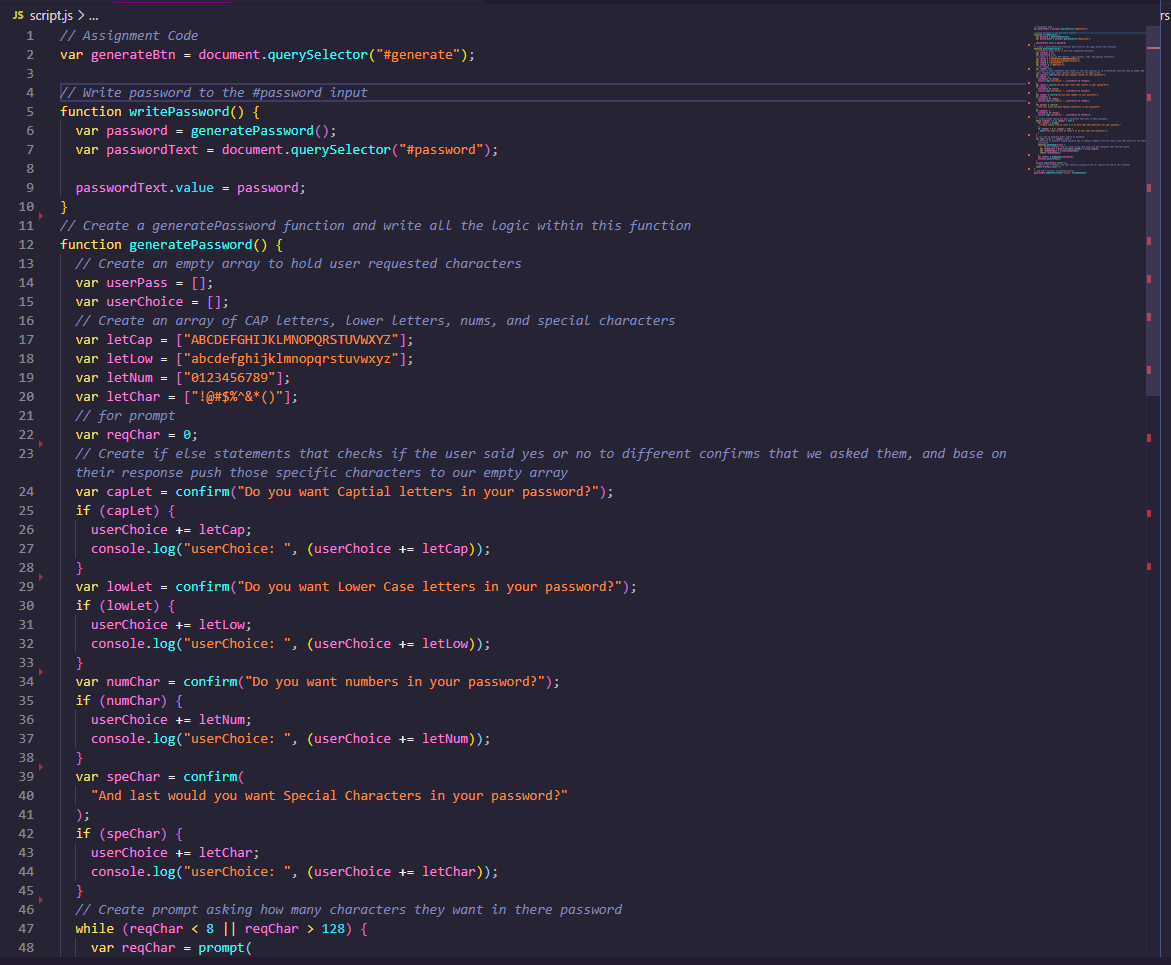 JS script.js > ...
rs
1 // Assignment Code
2 var generateBtn = document.querySelector("#generate");
3
4 // Write password to the #password input
5 function writePassword() {
6 var password = generatePassword();
7 var passwordText = document.querySelector("#password");
8
9 passwordText.value = password;
10 }
11 // Create a generatePassword function and write all the logic within this function
12 function generatePassword() {
13 // Create an empty array to hold user requested characters
14 var userPass = [];
15 var userChoice = [];
16 // Create an array of CAP letters, lower letters, nums, and special characters
17 var letCap = ["ABCDEFGHIJKLMNOPQRSTUVWXYZ"];
18 var letLow = ["abcdefghijklmnopqrstuvwxyz"];
19 var letNum = ["0123456789"];
20 var letChar = ["!@#$%^&*()"];
21 // for prompt
22 var reqChar = 0;
23 // Create if else statements that checks if the user said yes or no to different confirms that we asked them, and base on
their response push those specific characters to our empty array
24 var capLet = confirm("Do you want Captial letters in your password?");
25 if (capLet) {
26 userChoice += letCap;
27 console.log("userChoice: ", (userChoice += letCap));
28 }
29 var lowLet = confirm("Do you want Lower Case letters in your password?");
30 if (lowLet) {
31 userChoice += letLow;
32 console.log("userChoice: ", (userChoice += letLow));
33 }
34 var numChar = confirm("Do you want numbers in your password?");
35 if (numChar) {
36 userChoice += letNum;
37 console.log("userChoice: ", (userChoice += letNum));
38 }
39 var speChar = confirm(
40 "And last would you want Special Characters in your password?"
41 );
42 if (speChar) {
43 userChoice += letChar;
44 console.log("userChoice: ", (userChoice += letChar));
45 }
46 // Create prompt asking how many characters they want in there password
47 while (reqChar < 8 || reqChar > 128) {
48 var reqChar = prompt(